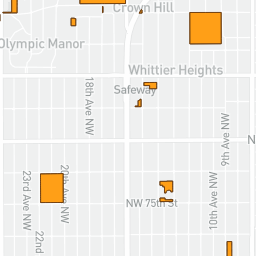 Crown Hill
Olympic Manor
Whittier Heights
Safeway
18th Ave NW
9th Ave NW
20th Ave NW
23rd Ave NW
10th Ave NW
NW 75th St
22nd